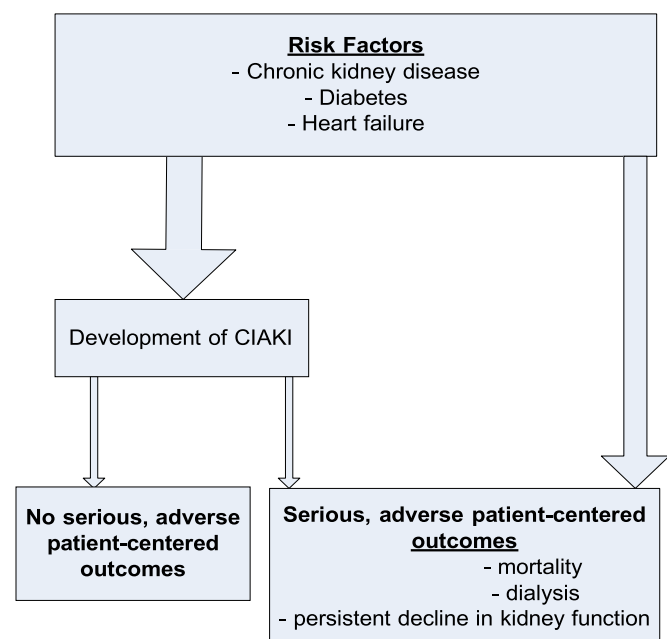 Risk Factors
- Chronic kidney disease
- Diabetes
- Heart failure
Development of CIAKI
No serious, adverse
patient-centered
outcomes
Serious, adverse patient-centered
outcomes
- mortality
- dialysis
- persistent decline in kidney function